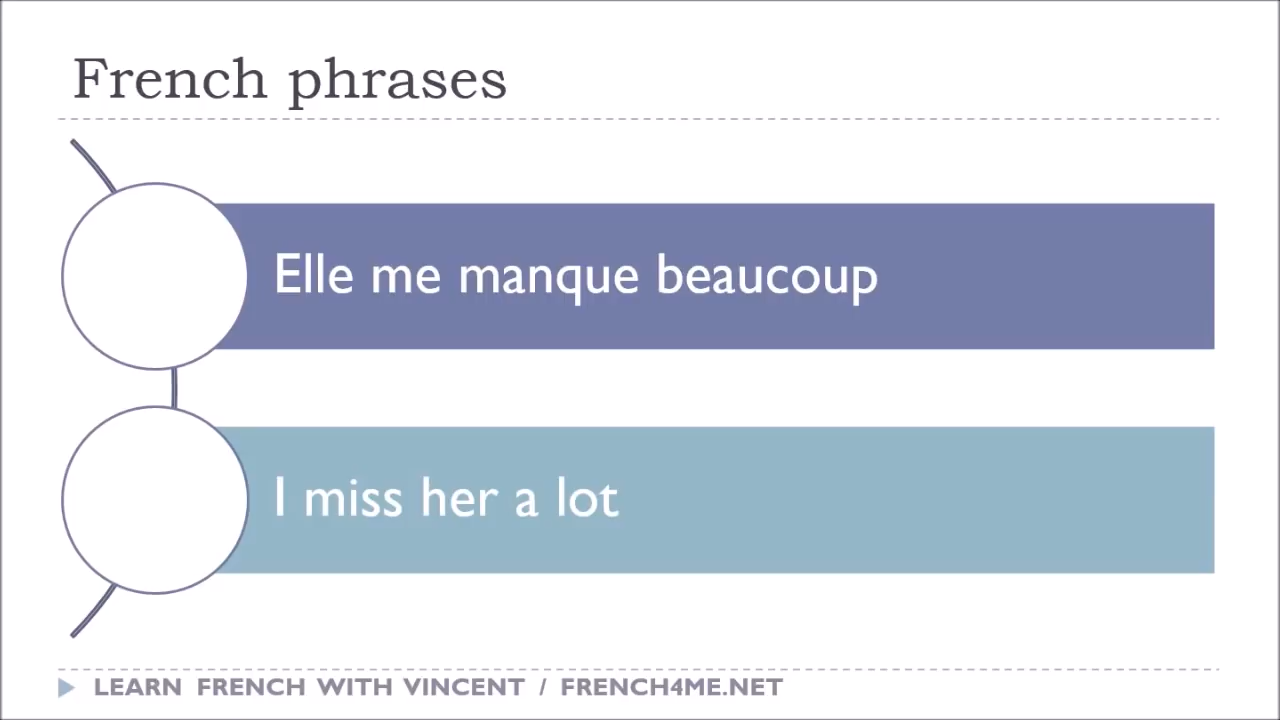 French phrases
Elle me manque beaucoup
I miss her a lot
LEARN FRENCH WITH VINCENT / FRENCH4ME.NET